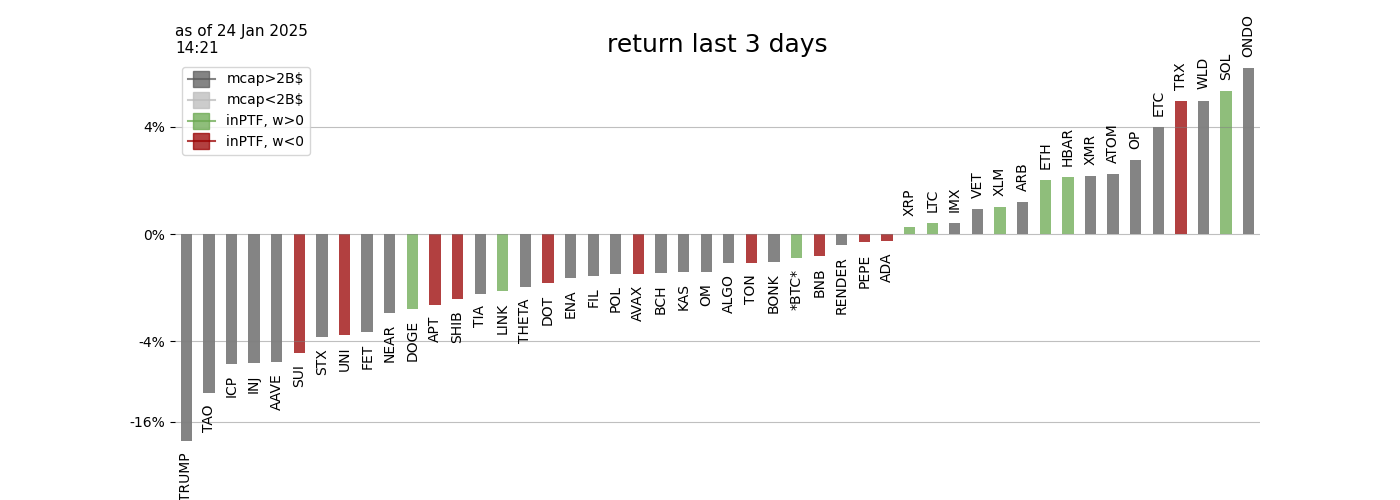 as of 24 Jan 2025
14:21
return last 3 days
mcap>2B$
mcap<2B$
inPTF, w>0
inPTF, w<0
4%
0%
-4%
-16%
TRUMP
TAO
ICP
INJ
AAVE
SUI
STX
UNI
FET
NEAR
DOGE
APT
SHIB
TIA
LINK
THETA
DOT
ENA
FIL
POL
AVAX
BCH
KAS
OM
ALGO
TON
BONK
*BTC*
BNB
RENDER
PEPE
ADA
XRP
LTC
IMX
VET
XLM
ARB
ETH
HBAR
XMR
ATOM
OP
ETC
TRX
WLD
SOL
ONDO